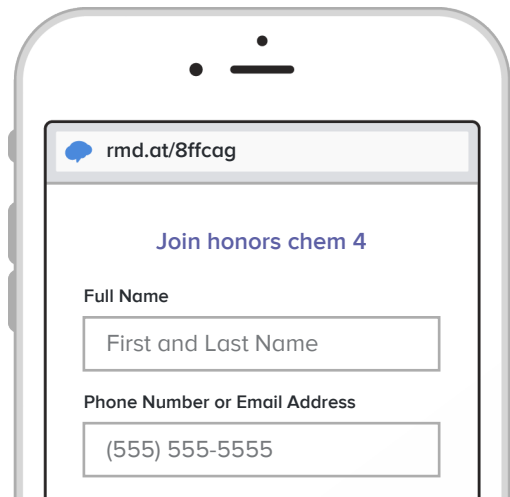 rmd.at/8ffcag
Join honors chem 4
Full Name
First and Last Name
Phone Number or Email Address
(555) 555-5555